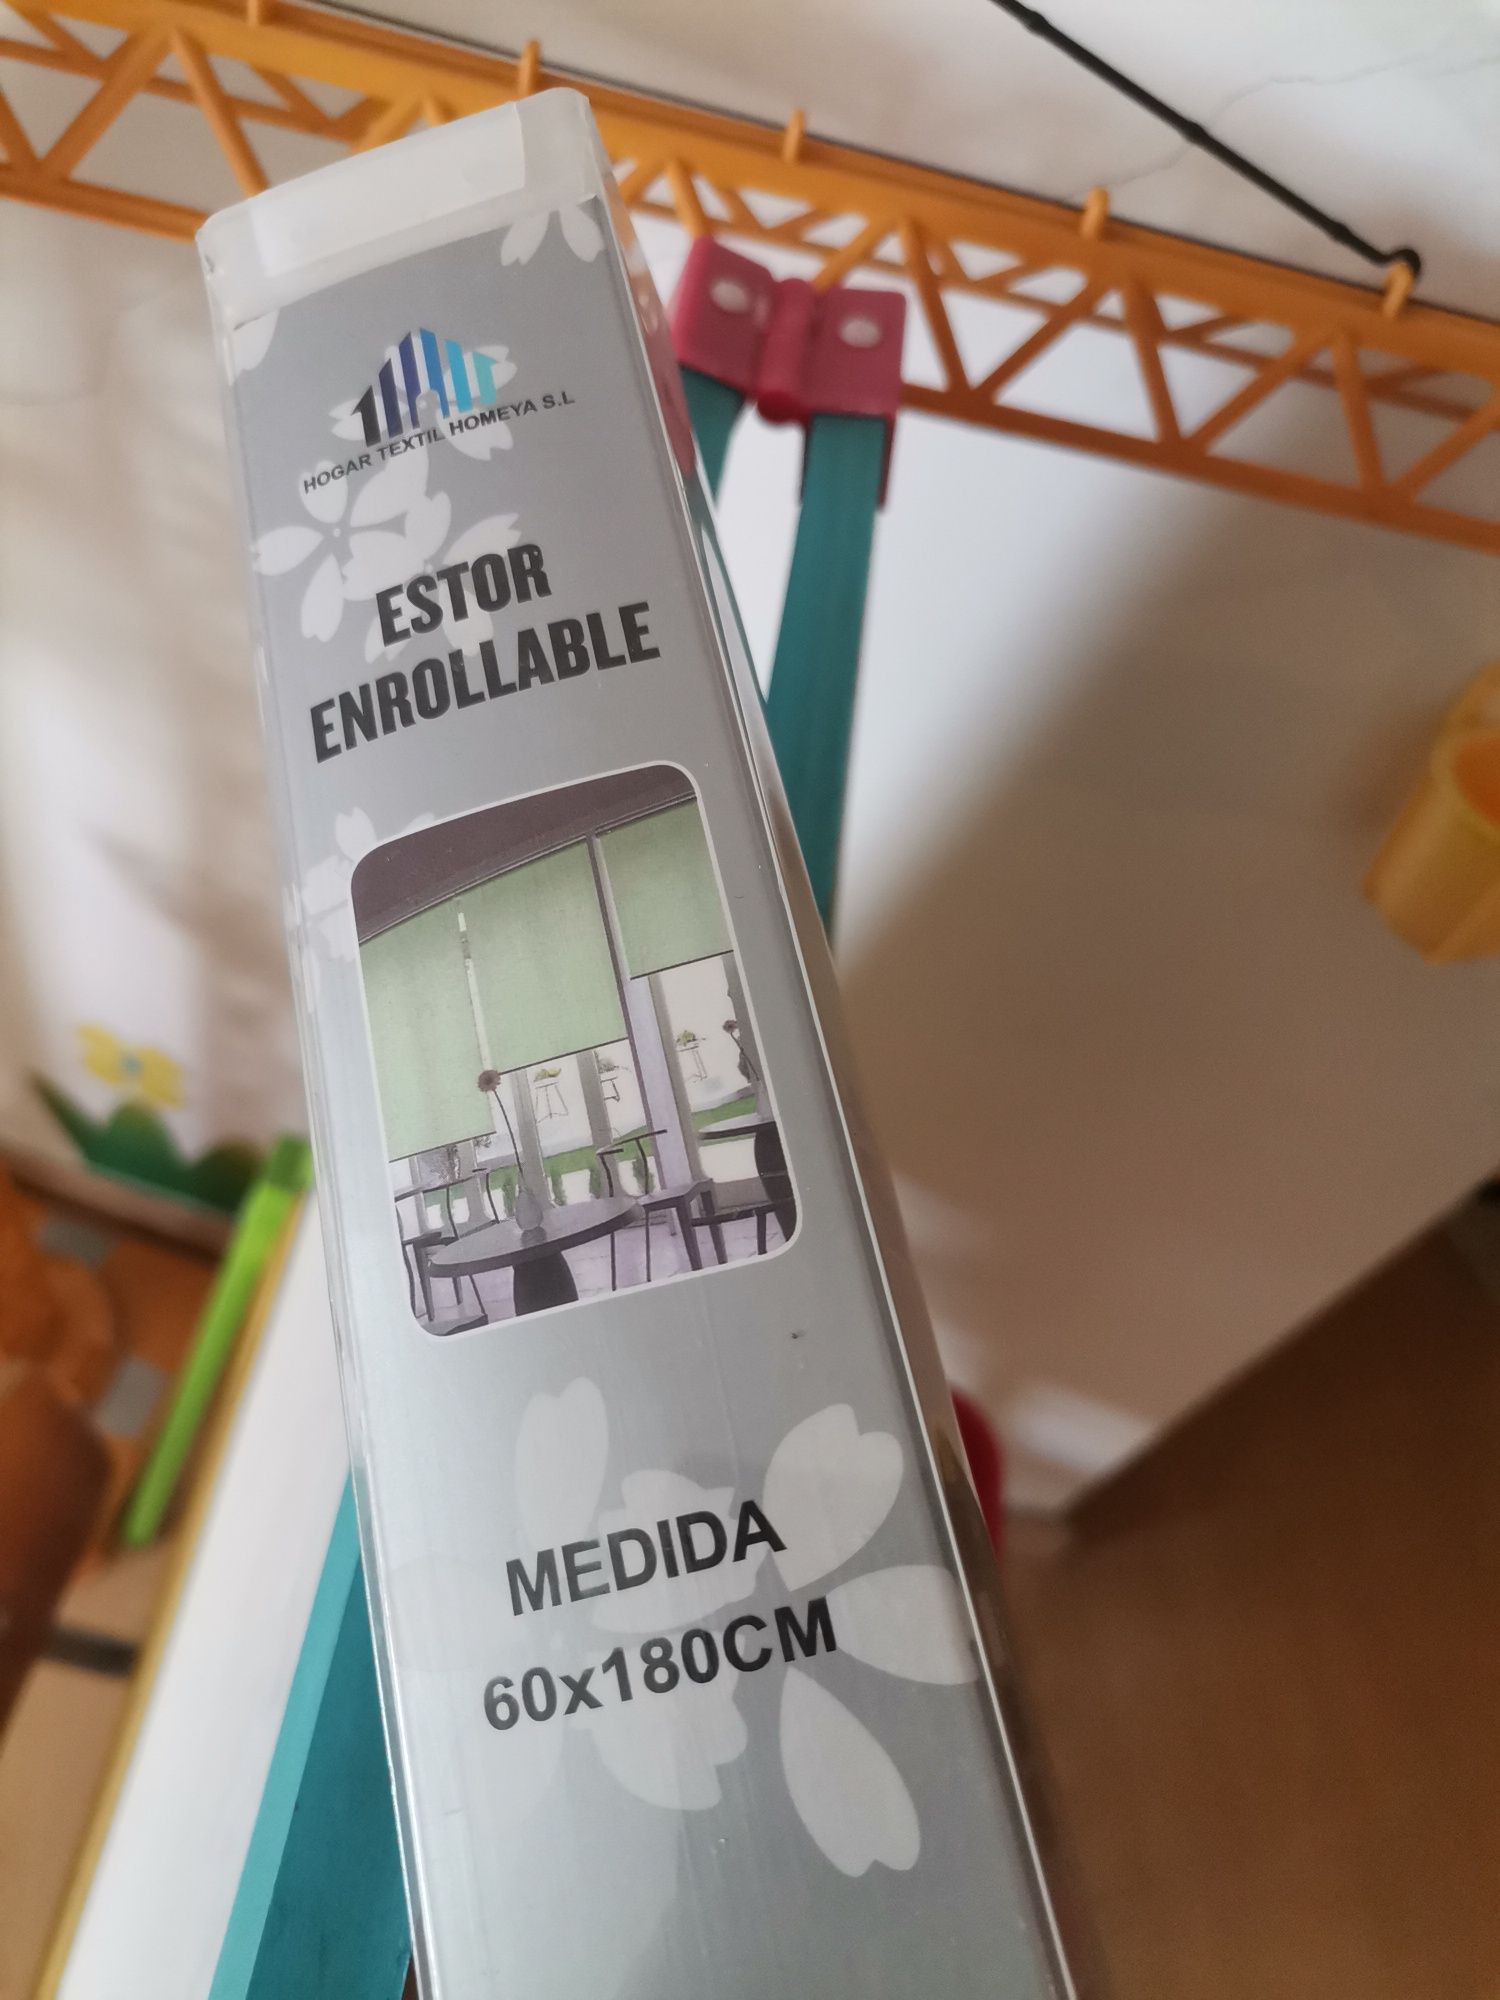 HOGAR TEXTIL HOMEYA S.L
ESTOR
ENROLLABLE
MEDIDA
60x180CM